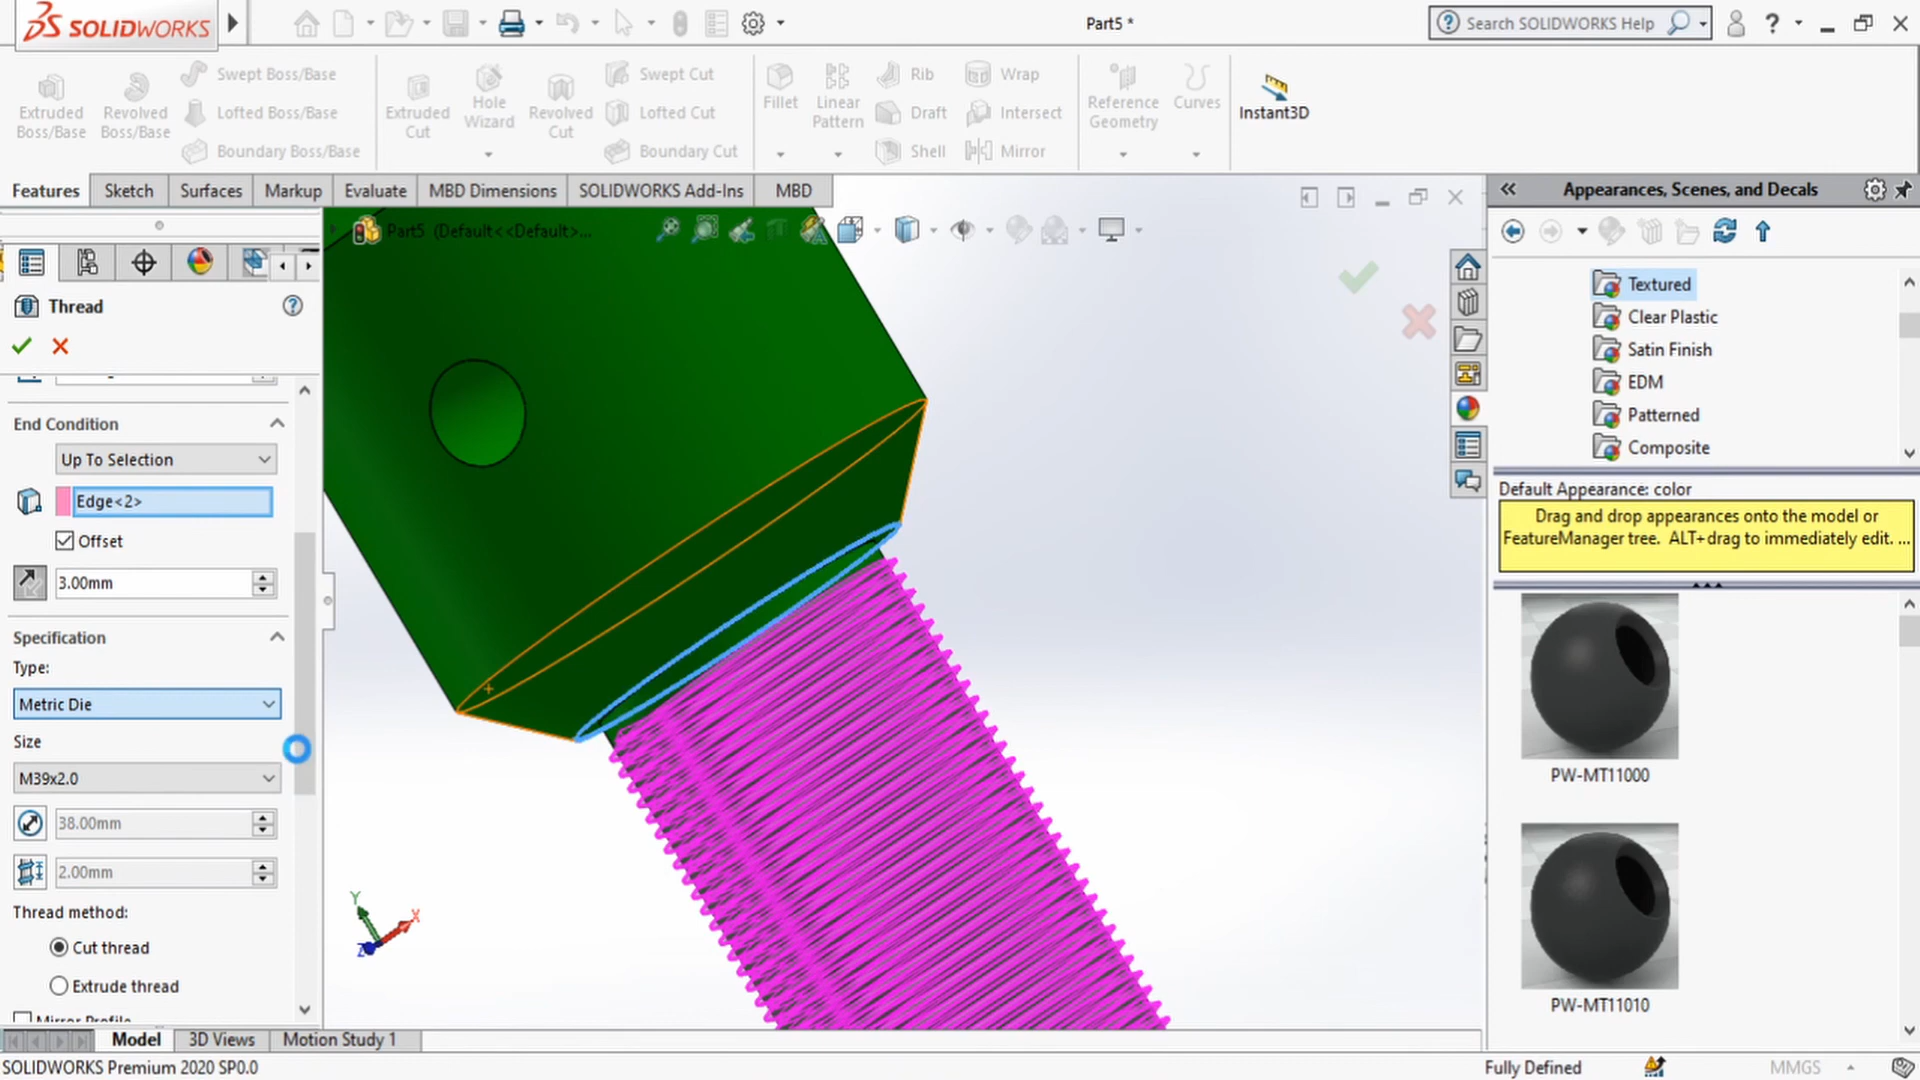 SOLIDWORKS
Part5 *
Search SOLIDWORKS Help
Extruded Boss/Base
Revolved Boss/Base
Swept Boss/Base
Lofted Boss/Base
Boundary Boss/Base
Extruded Cut
Hole Wizard
Revolved Cut
Swept Cut
Lofted Cut
Boundary Cut
Fillet
Linear Pattern
Rib
Draft
Shell
Wrap
Intersect
Mirror
Reference Geometry
Curves
Instant3D
Features
Sketch
Surfaces
Markup
Evaluate
MBD Dimensions
SOLIDWORKS Add-Ins
MBD
Part5 (Default<<Default>...
Thread
End Condition
Up To Selection
Edge<2>
Offset
3.00mm
Specification
Type:
Metric Die
Size
M39x2.0
38.00mm
2.00mm
Thread method:
Cut thread
Extrude thread
Mirror Profile
Y
X
Z
Appearances, Scenes, and Decals
Textured
Clear Plastic
Satin Finish
EDM
Patterned
Composite
Default Appearance: color
Drag and drop appearances onto the model or
FeatureManager tree. ALT+drag to immediately edit. ...
PW-MT11000
PW-MT11010
Model
3D Views
Motion Study 1
SOLIDWORKS Premium 2020 SP0.0
Fully Defined
MMGS